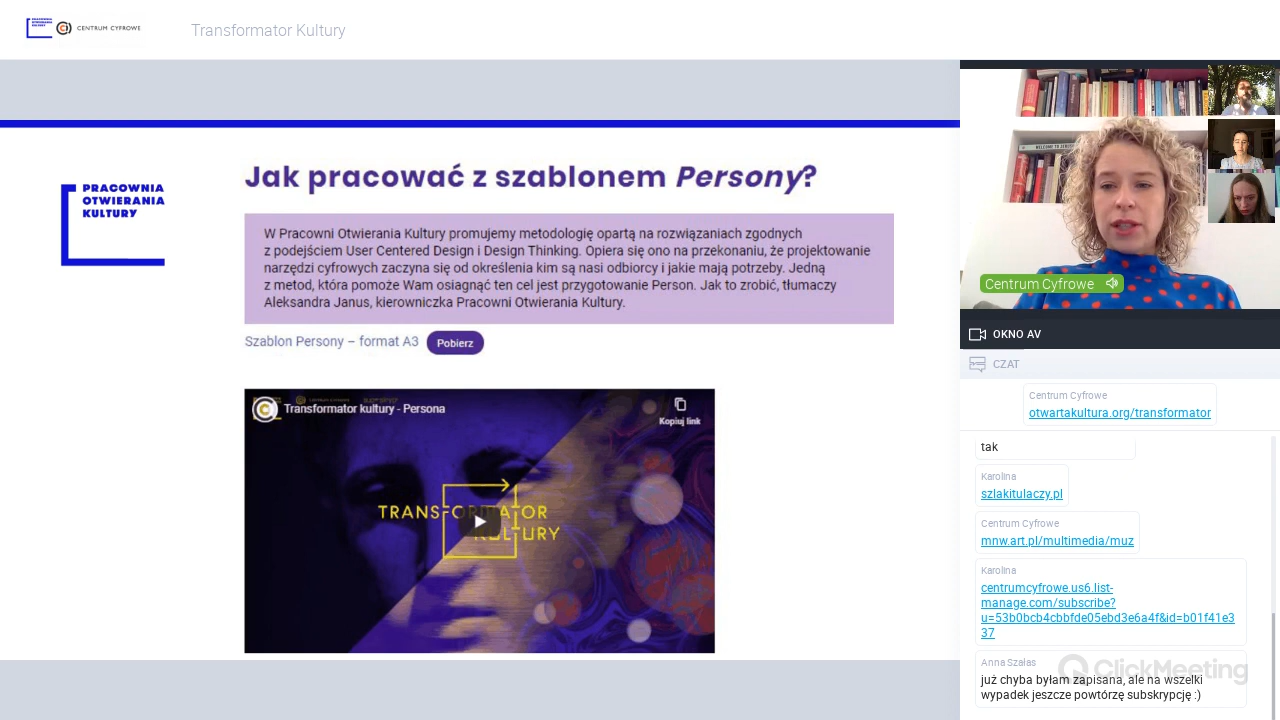 PRACOWNIA
OTWIERANIA
KULTURY
CENTRUM CYFROWE
Transformator Kultury
PRACOWNIA
OTWIERANIA
KULTURY
Jak pracować z szablonem Persony?
W Pracowni Otwierania Kultury promujemy metodologię opartą na rozwiązaniach zgodnych
z podejściem User Centered Design i Design Thinking. Opiera się ono na przekonaniu, że projektowanie
narzędzi cyfrowych zaczyna się od określenia kim są nasi odbiorcy i jakie mają potrzeby. Jedną
z metod, która pomoże Wam osiagnąć ten cel jest przygotowanie Person. Jak to zrobić, tłumaczy
Aleksandra Janus, kierowniczka Pracowni Otwierania Kultury.
Szablon Persony – format A3
Pobierz
Transformator kultury - Persona
Kopiuj link
TRANSFORMATOR
KULTURY
Centrum Cyfrowe
OKNO AV
CZAT
Centrum Cyfrowe
otwartakultura.org/transformator
tak
Karolina
szlakitulaczy.pl
Centrum Cyfrowe
mnw.art.pl/multimedia/muz
Karolina
centrumcyfrowe.us6.list-
manage.com/subscribe?
u=53b0bcb4cbbfde05ebd3e6a4f&id=b01f41e3
37
Anna Szałas
już chyba byłam zapisana, ale na wszelki
wypadek jeszcze powtórzę subskrypcję :)
ClickMeeting